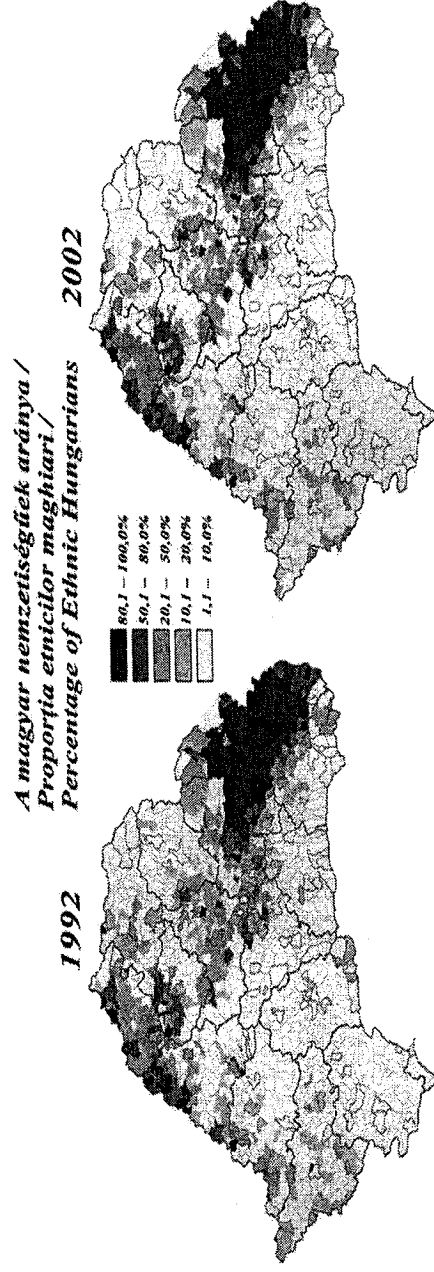 A magyar nemzetiségűek aránya /
Proporția etnicilor maghiari /
Percentage of Ethnic Hungarians
1992
2002
80,1 – 100,0%
50,1 – 80,0%
20,1 – 50,0%
10,1 – 20,0%
1,1 – 10,0%